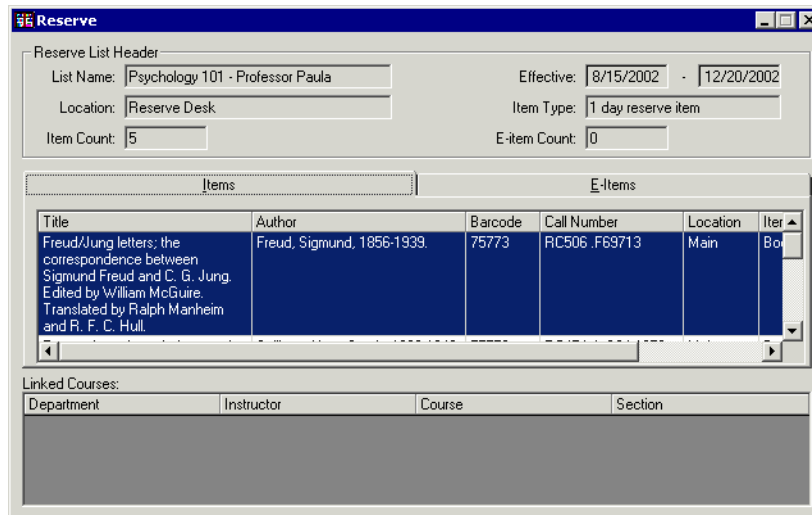 Reserve
Reserve List Header
List Name: Psychology 101 - Professor Paula Effective: 8/15/2002 - 12/20/2002
Location: Reserve Desk Item Type: 1 day reserve item
Item Count: 5 E-item Count: 0
Items E-Items
Title Author Barcode Call Number Location Iter
Freud/Jung letters; the Freud, Sigmund, 1856-1939. 75773 RC506 .F69713 Main Boo
correspondence between
Sigmund Freud and C. G. Jung.
Edited by William McGuire.
Translated by Ralph Manheim
and R. F. C. Hull.
Linked Courses:
Department Instructor Course Section